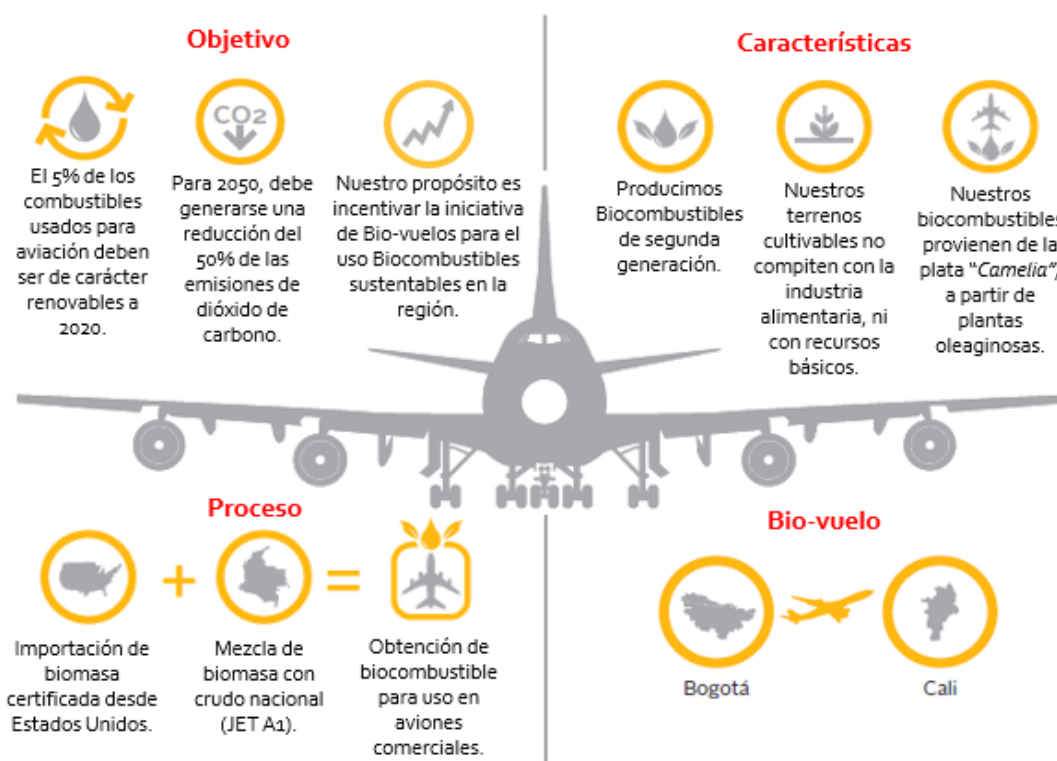 Objetivo
CO2
El 5% de los
combustibles
usados para
aviación deben
ser de carácter
renovables a
2020.
Para 2050, debe
generarse una
reducción del
50% de las
emisiones de
dióxido de
carbono.
Nuestro propósito es
incentivar la iniciativa
de Bio-vuelos para el
uso Biocombustibles
sustentables en la
región.
Características
Producimos
Biocombustibles
de segunda
generación.
Nuestros
terrenos
cultivables no
compiten con la
industria
alimentaria, ni
con recursos
básicos.
Nuestros
biocombustibles
provienen de la
plata "Camelia",
a partir de
plantas
oleaginosas.
Proceso
Importación de
biomasa
certificada desde
Estados Unidos.
+
Mezcla de
biomasa con
crudo nacional
(JET A1).
=
Obtención de
biocombustible
para uso en
aviones
comerciales.
Bio-vuelo
Bogotá
Cali